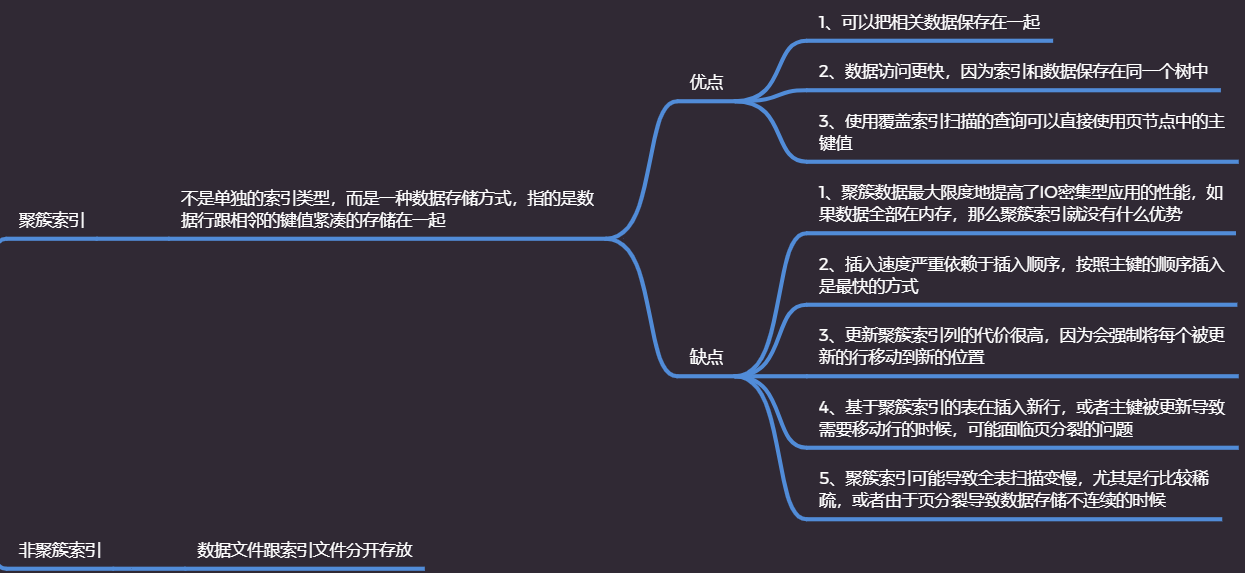 聚簇索引
不是单独的索引类型，而是一种数据存储方式，指的是数
据行跟相邻的键值紧凑的存储在一起
优点
1、可以把相关数据保存在一起
2、数据访问更快，因为索引和数据保存在同一个树中
3、使用覆盖索引扫描的查询可以直接使用页节点中的主
键值
缺点
1、聚簇数据最大限度地提高了IO密集型应用的性能，如
果数据全部在内存，那么聚簇索引就没有什么优势
2、插入速度严重依赖于插入顺序，按照主键的顺序插入
是最快的方式
3、更新聚簇索引列的代价很高，因为会强制将每个被更
新的行移动到新的位置
4、基于聚簇索引的表在插入新行，或者主键被更新导致
需要移动行的时候，可能面临页分裂的问题
5、聚簇索引可能导致全表扫描变慢，尤其是行比较稀
疏，或者由于页分裂导致数据存储不连续的时候
非聚簇索引
数据文件跟索引文件分开存放